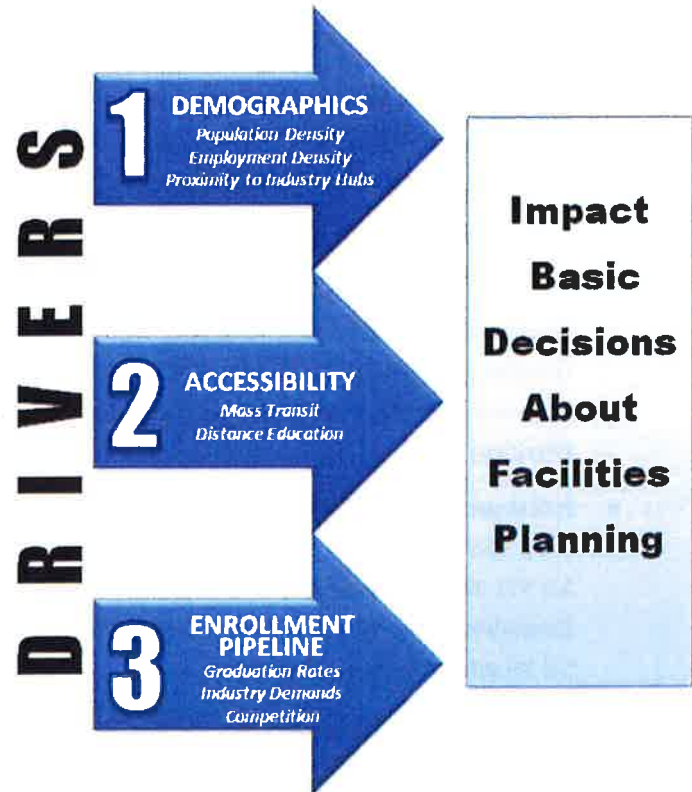 DRIVERS
1
DEMOGRAPHICS
Population Density
Employment Density
Proximity to Industry Hubs
2
ACCESSIBILITY
Mass Transit
Distance Education
3
ENROLLMENT
PIPELINE
Graduation Rates
Industry Demands
Competition
Impact
Basic
Decisions
About
Facilities
Planning